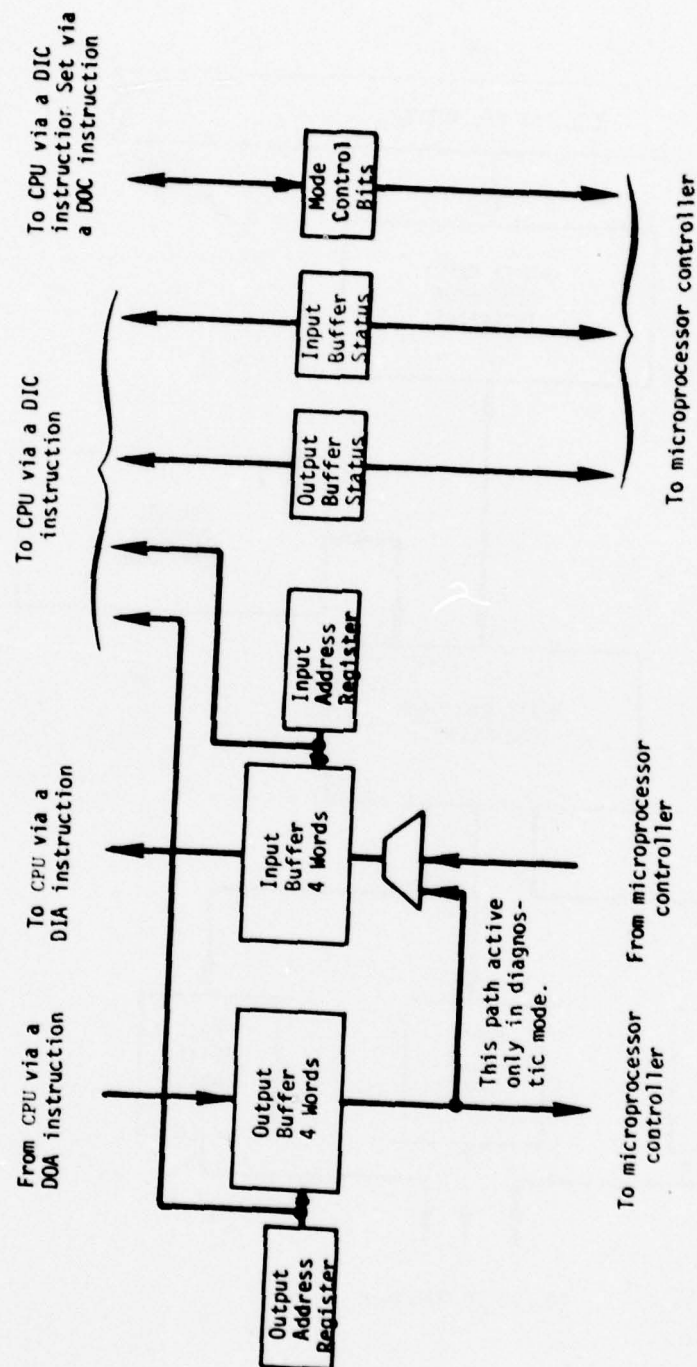 From CPU via a
DOA instruction
To CPU via a
DIA instruction
To CPU via a DIC
instruction
To CPU via a DIC
instruction. Set via
a DOC instruction
Output
Address
Register
Output
Buffer
4 Words
Input
Buffer
4 Words
Input
Address
Register
Output
Buffer
Status
Input
Buffer
Status
Mode
Control
Bits
This path active
only in diagnos-
tic mode.
To microprocessor
controller
From microprocessor
controller
To microprocessor controller